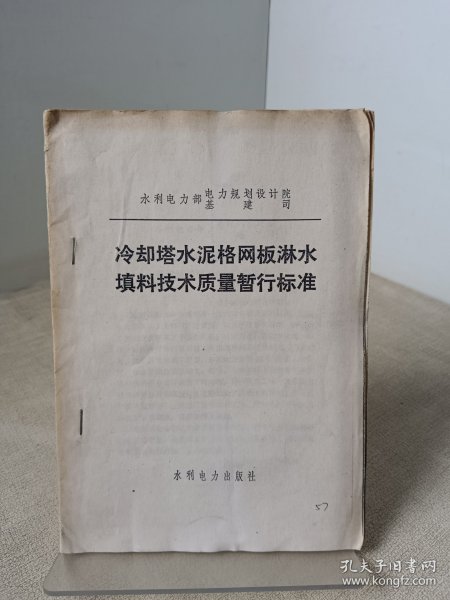 水利电力部电力规划设计院
基建司
冷却塔水泥格网板淋水
填料技术质量暂行标准
水利电力出版社
57
孔夫子旧书网
www.kongfz.com